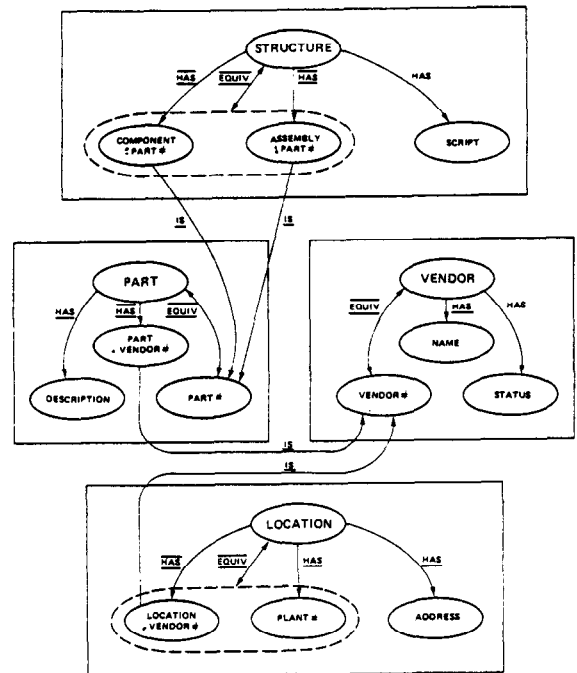 STRUCTURE
HAS
EQUIV
HAS
HAS
COMPONENT
PART #
ASSEMBLY
PART #
SCRIPT
IS
IS
PART
HAS
HAS
EQUIV
PART
VENDOR #
DESCRIPTION
PART #
VENDOR
EQUIV
HAS
HAS
NAME
VENDOR #
STATUS
IS
IS
LOCATION
HAS
EQUIV
HAS
HAS
LOCATION
VENDOR #
PLANT #
ADDRESS